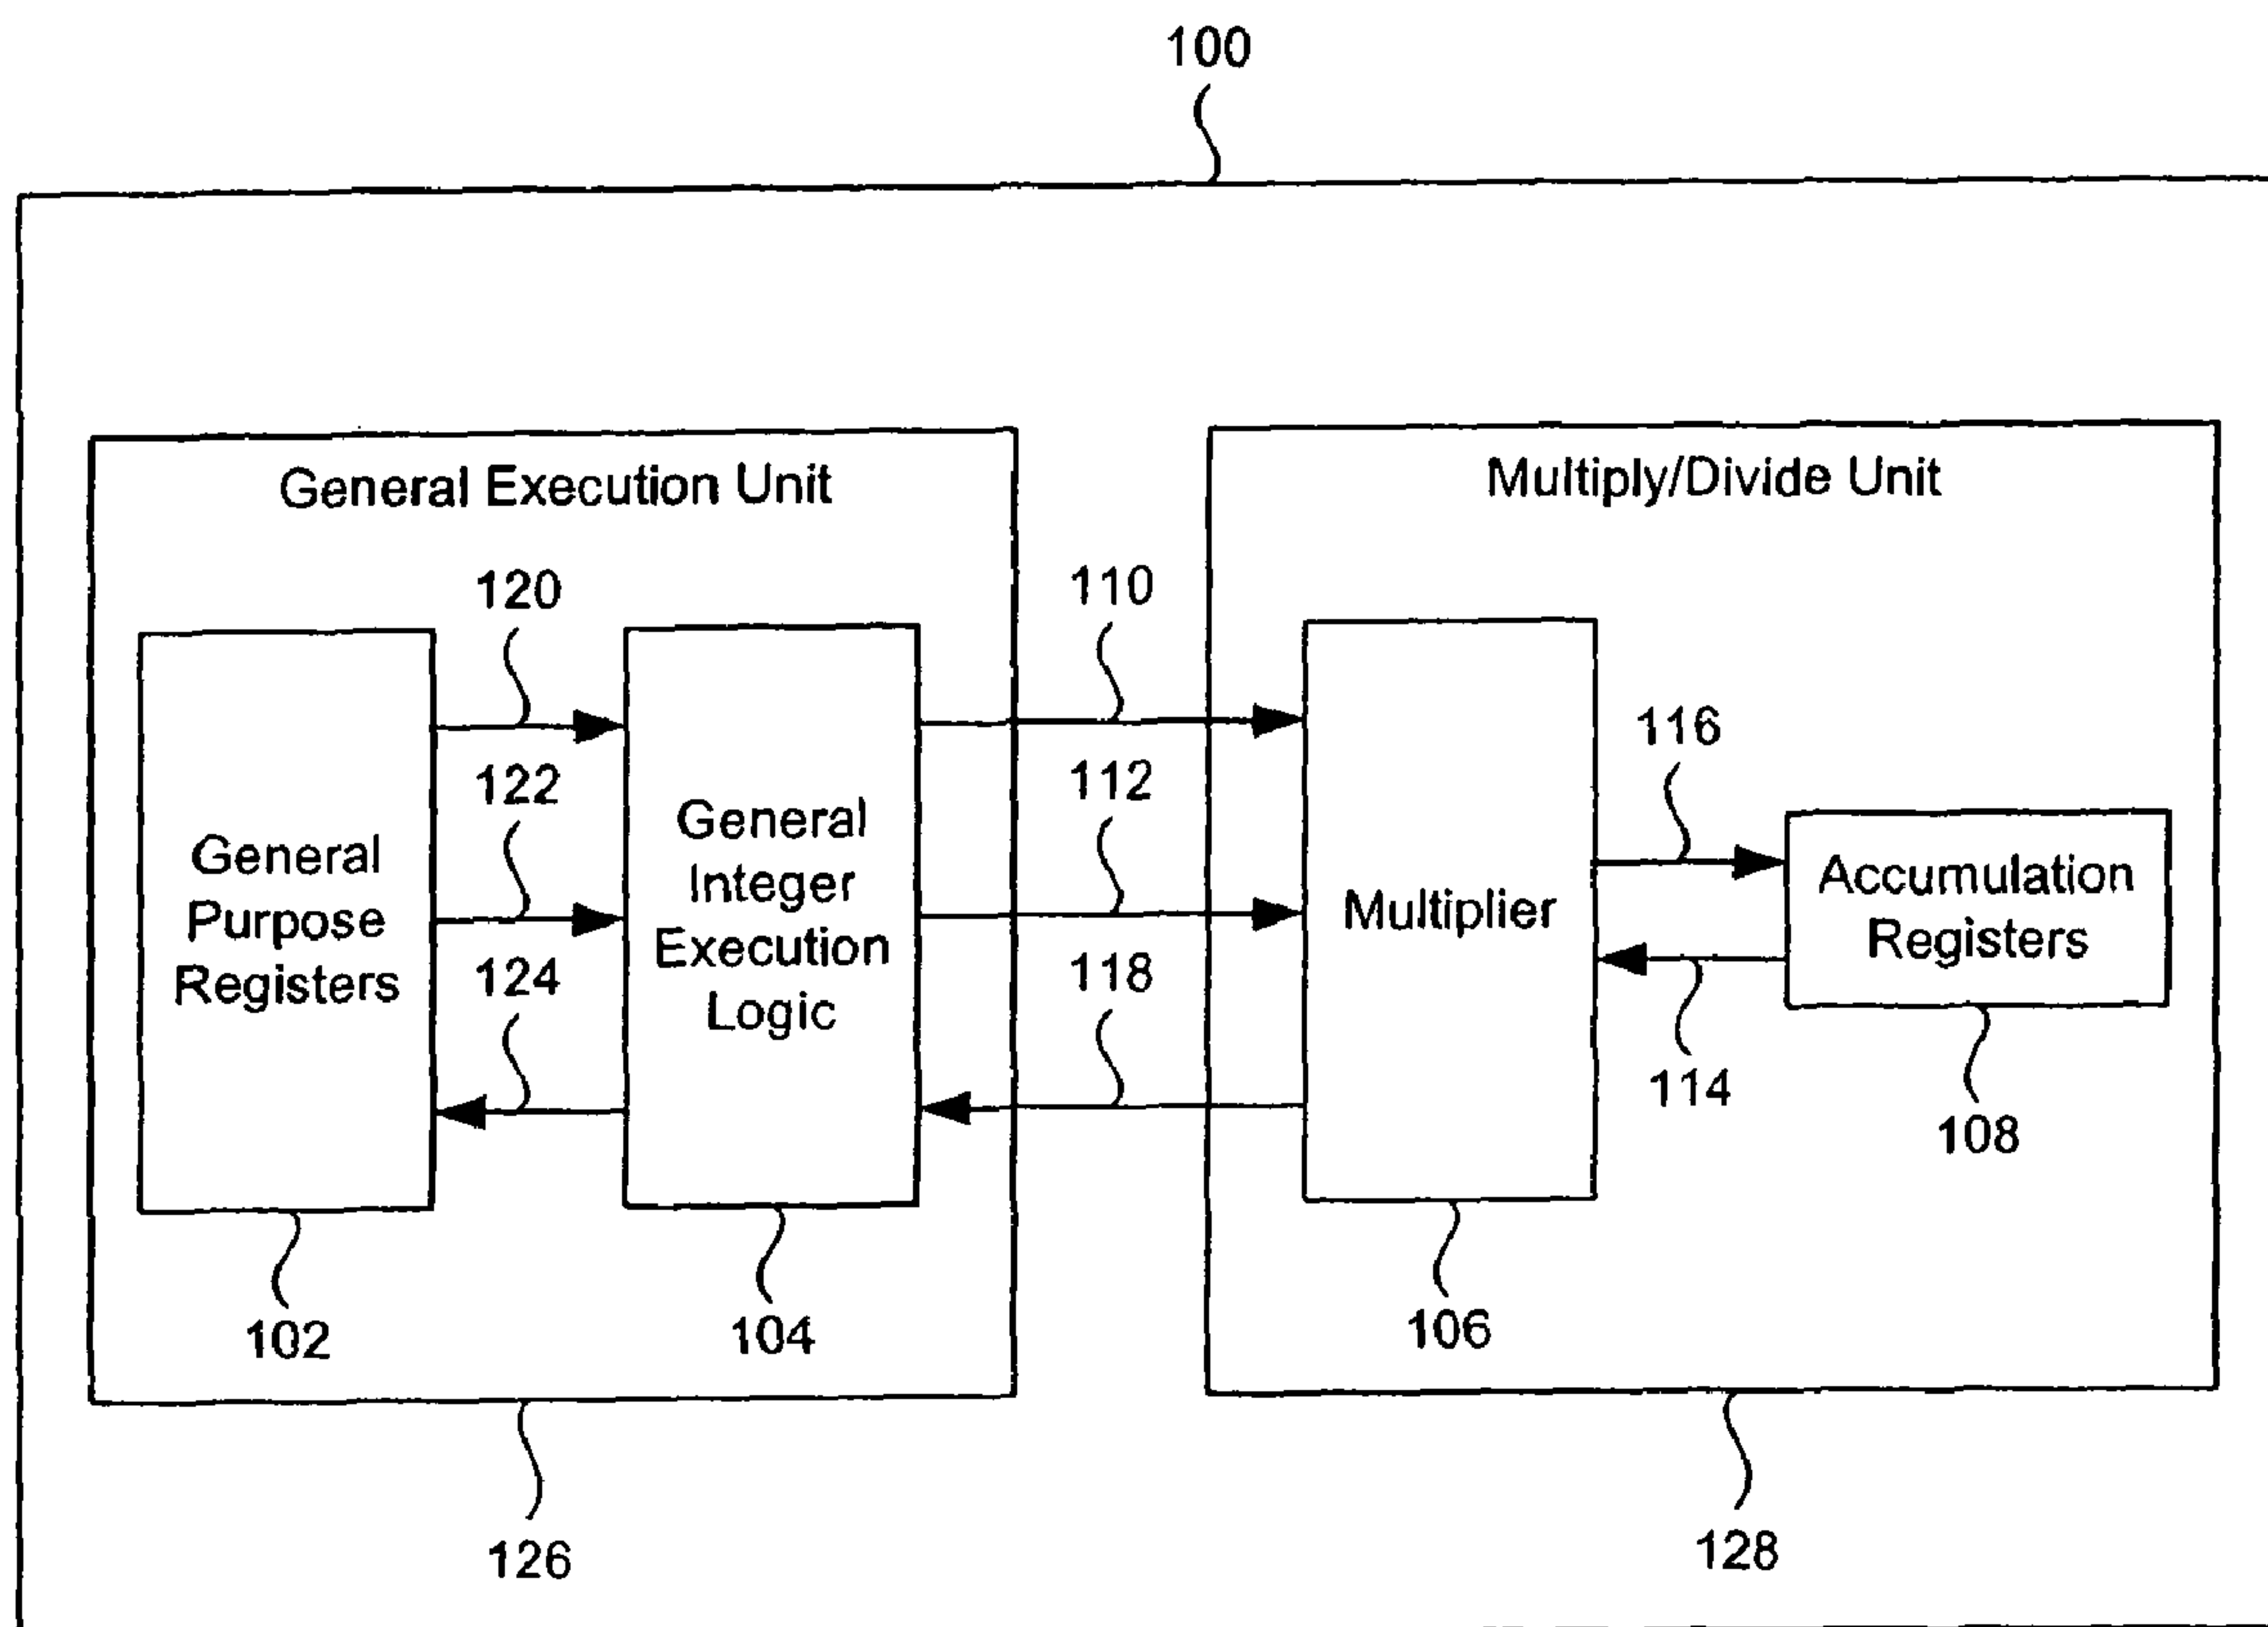 100
General Execution Unit
Multiply/Divide Unit
120
110
116
122
112
General
Purpose
Registers
General
Integer
Execution
Logic
Multiplier
Accumulation
Registers
124
118
114
108
102
104
106
126
128